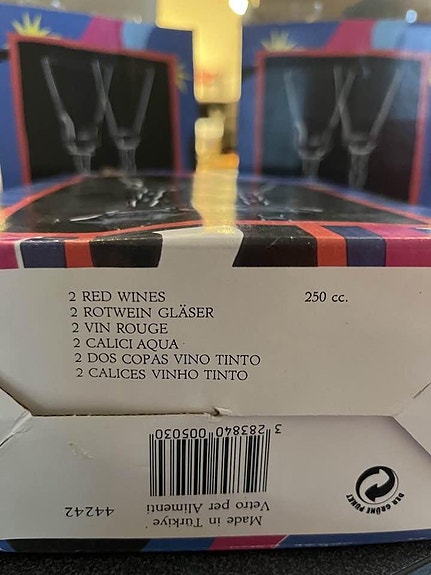 2 RED WINES
250 cc.
2 ROTWEIN GLÄSER
2 VIN ROUGE
2 CALICI AQUA
2 DOS COPAS VINO TINTO
2 CALICES VINHO TINTO
3 283840 005030
DER GRÜNE PUNKT
44242
Made in Turkiye
Vetro per Alimenti